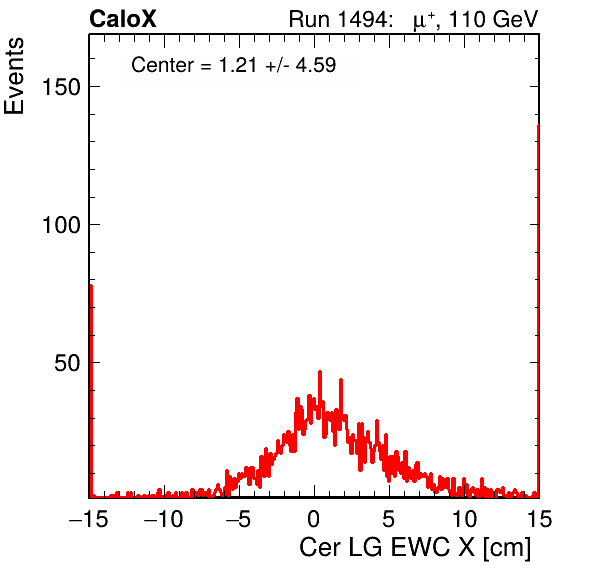 CaloX Run 1494: μ⁺, 110 GeV
Center = 1.21 +/- 4.59
Events
150
100
50
−15 −10 −5 0 5 10 15
Cer LG EWC X [cm]